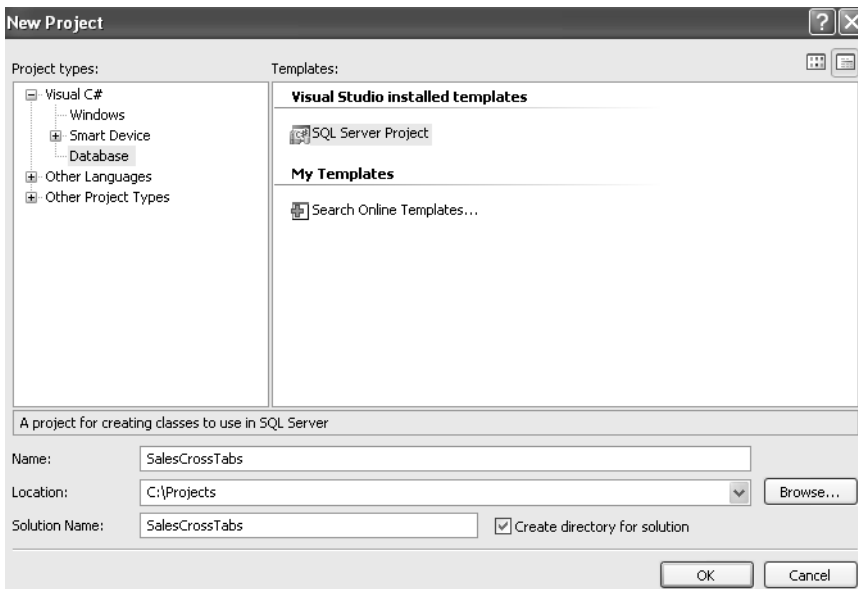 New Project
Project types:
Templates:
Visual C#
Windows
Smart Device
Database
Other Languages
Other Project Types
Visual Studio installed templates
SQL Server Project
My Templates
Search Online Templates...
A project for creating classes to use in SQL Server
Name:
SalesCrossTabs
Location:
C:\Projects
Browse...
Solution Name:
SalesCrossTabs
Create directory for solution
OK
Cancel